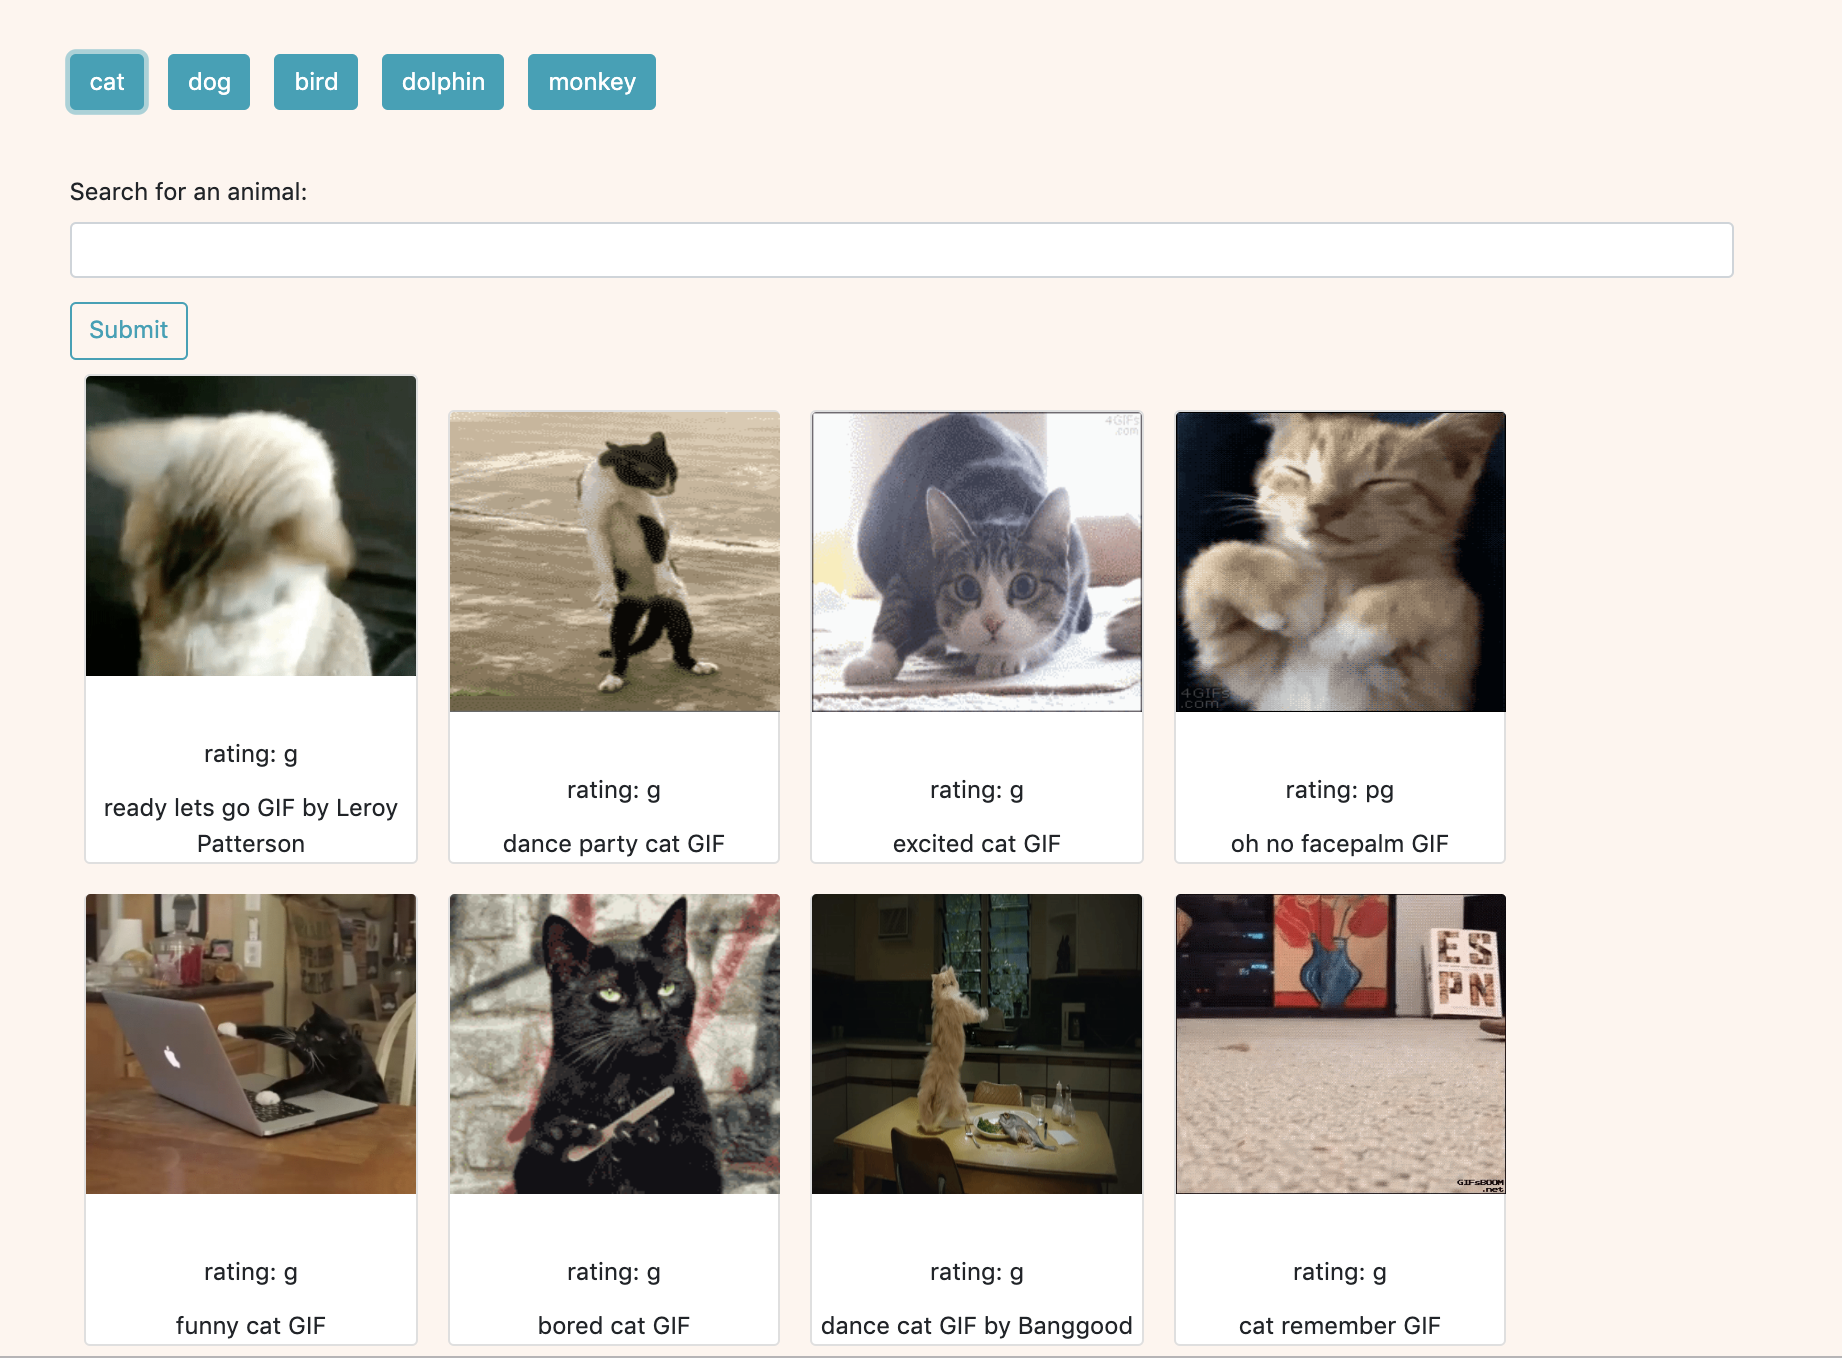 cat dog bird dolphin monkey
Search for an animal:
Submit
4GIFs
.com
4GIFs
.com
rating: g
rating: g
rating: g
rating: pg
ready lets go GIF by Leroy
Patterson
dance party cat GIF
excited cat GIF
oh no facepalm GIF
ES
PN
GIFsBOOM
.net
rating: g
rating: g
rating: g
rating: g
funny cat GIF
bored cat GIF
dance cat GIF by Banggood
cat remember GIF